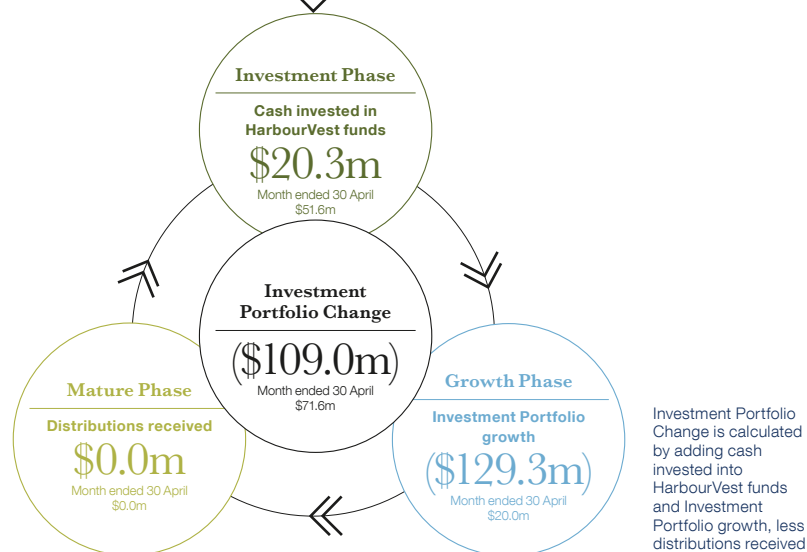 Investment Phase
Cash invested in
HarbourVest funds
$20.3m
Month ended 30 April
$51.6m
Investment
Portfolio Change
($109.0m)
Month ended 30 April
$71.6m
Mature Phase
Distributions received
$0.0m
Month ended 30 April
$0.0m
Growth Phase
Investment Portfolio
growth
($129.3m)
Month ended 30 April
$20.0m
Investment Portfolio
Change is calculated
by adding cash
invested into
HarbourVest funds
and Investment
Portfolio growth, less
distributions received